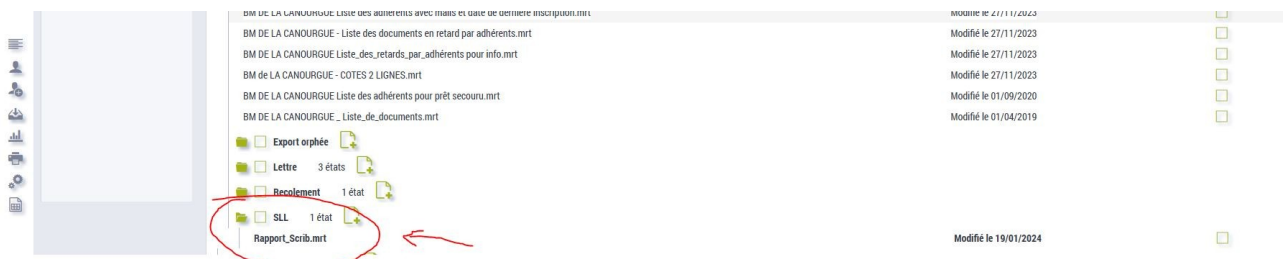 BM DE LA CANOURGUE Liste des adhérents avec mails et date de dernière inscription.mrt Modifié le 27/11/2023
BM DE LA CANOURGUE - Liste des documents en retard par adhérents.mrt Modifié le 27/11/2023
BM DE LA CANOURGUE Liste_des_retards_par_adhérents pour info.mrt Modifié le 27/11/2023
BM de LA CANOURGUE - COTES 2 LIGNES.mrt Modifié le 27/11/2023
BM DE LA CANOURGUE Liste des adhérents pour prêt secouru.mrt Modifié le 01/09/2020
BM DE LA CANOURGUE _ Liste_de_documents.mrt Modifié le 01/04/2019
Export orphée
Lettre 3 états
Recolement 1 état
SLL 1 état
Rapport_Scrib.mrt Modifié le 19/01/2024